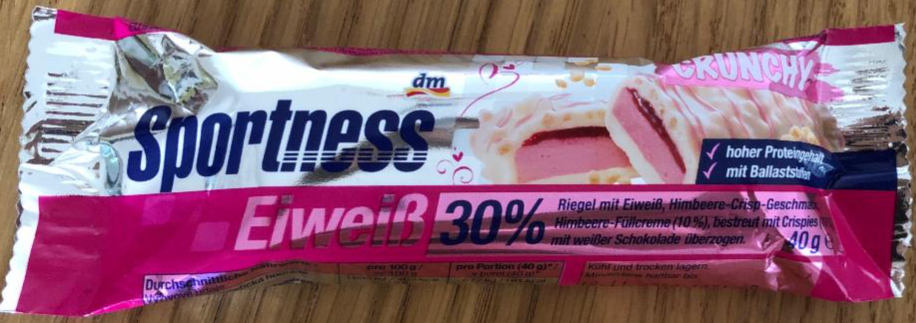 CRUNCHY
dm
Sportness
hoher Proteingehalt
mit Ballaststoffen
Eiweiß 30%
Riegel mit Eiweiß, Himbeere-Crisp-Geschmack
Himbeere-Füllcreme (10%), bestreut mit Crispies
mit weißer Schokolade überzogen.
40 g e
Durchschnittliche
pro 100 g /
pro Portion (40 g)* /
Kühl und trocken lagern.